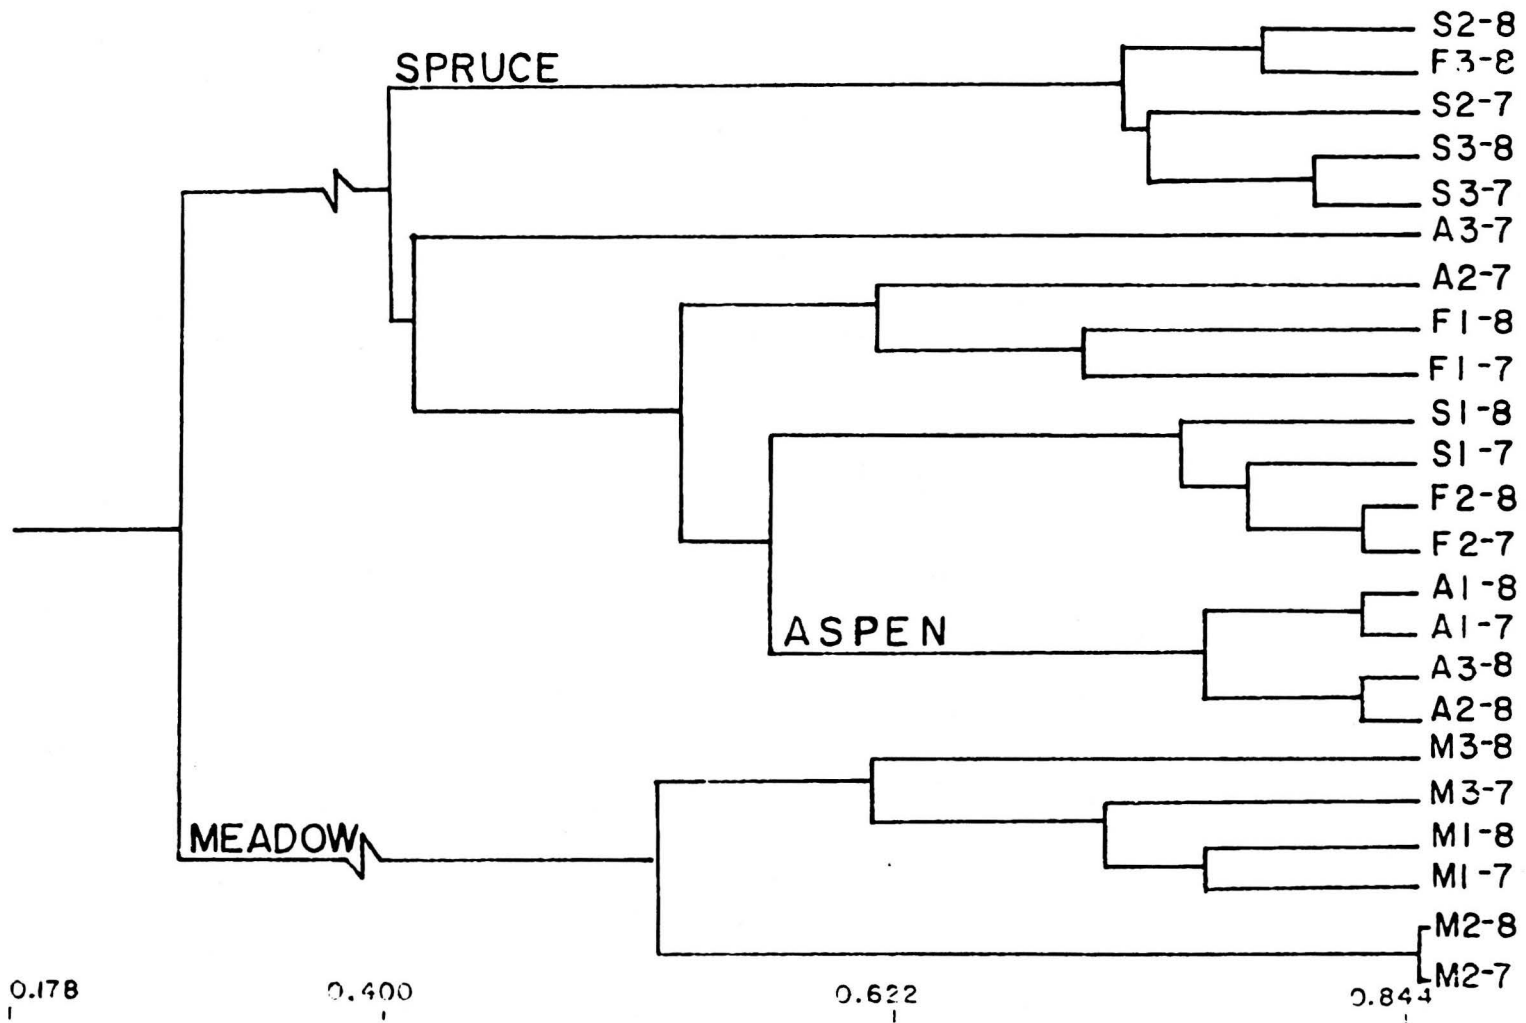 SPRUCE
S2-8
F3-8
S2-7
S3-8
S3-7
A3-7
A2-7
F1-8
F1-7
S1-8
S1-7
F2-8
F2-7
ASPEN
A1-8
A1-7
A3-8
A2-8
MEADOW
M3-8
M3-7
M1-8
M1-7
M2-8
M2-7
0.178 0.400 0.622 0.844